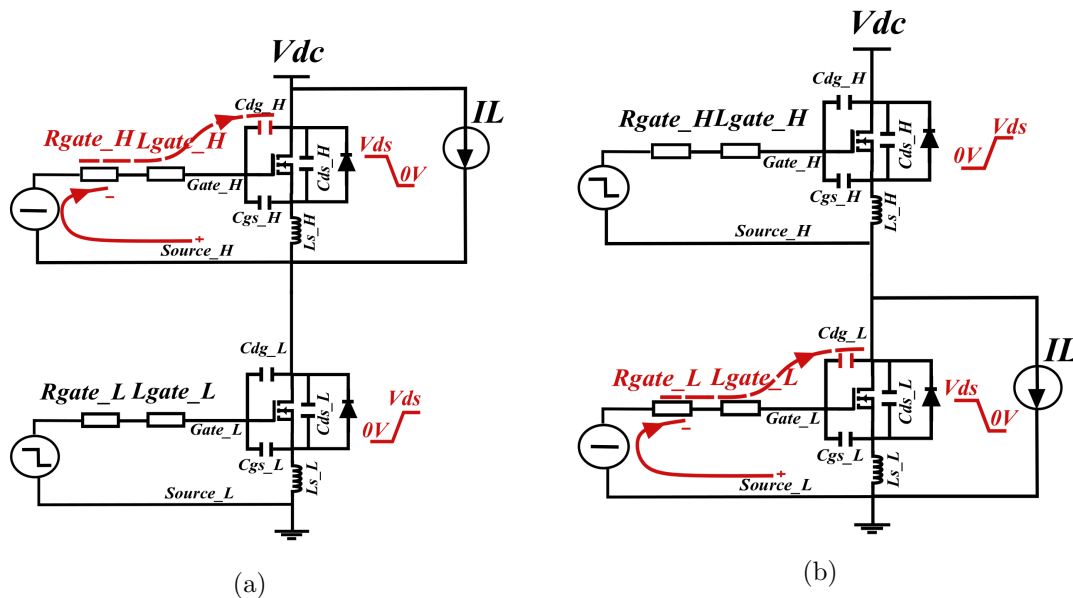 Vdc
Cdg_H
Rgate_H Lgate_H
Vds
0V
IL
Gate_H
Cds_H
Cgs_H
Ls_H
Source_H
-
+
Cdg_L
Rgate_L Lgate_L
Vds
0V
Gate_L
Cds_L
Cgs_L
Ls_L
Source_L
(a)
Vdc
Cdg_H
Rgate_H Lgate_H
Vds
0V
Gate_H
Cds_H
Cgs_H
Ls_H
Source_H
Cdg_L
Rgate_L Lgate_L
Vds
0V
IL
Gate_L
Cds_L
Cgs_L
Ls_L
Source_L
-
+
(b)